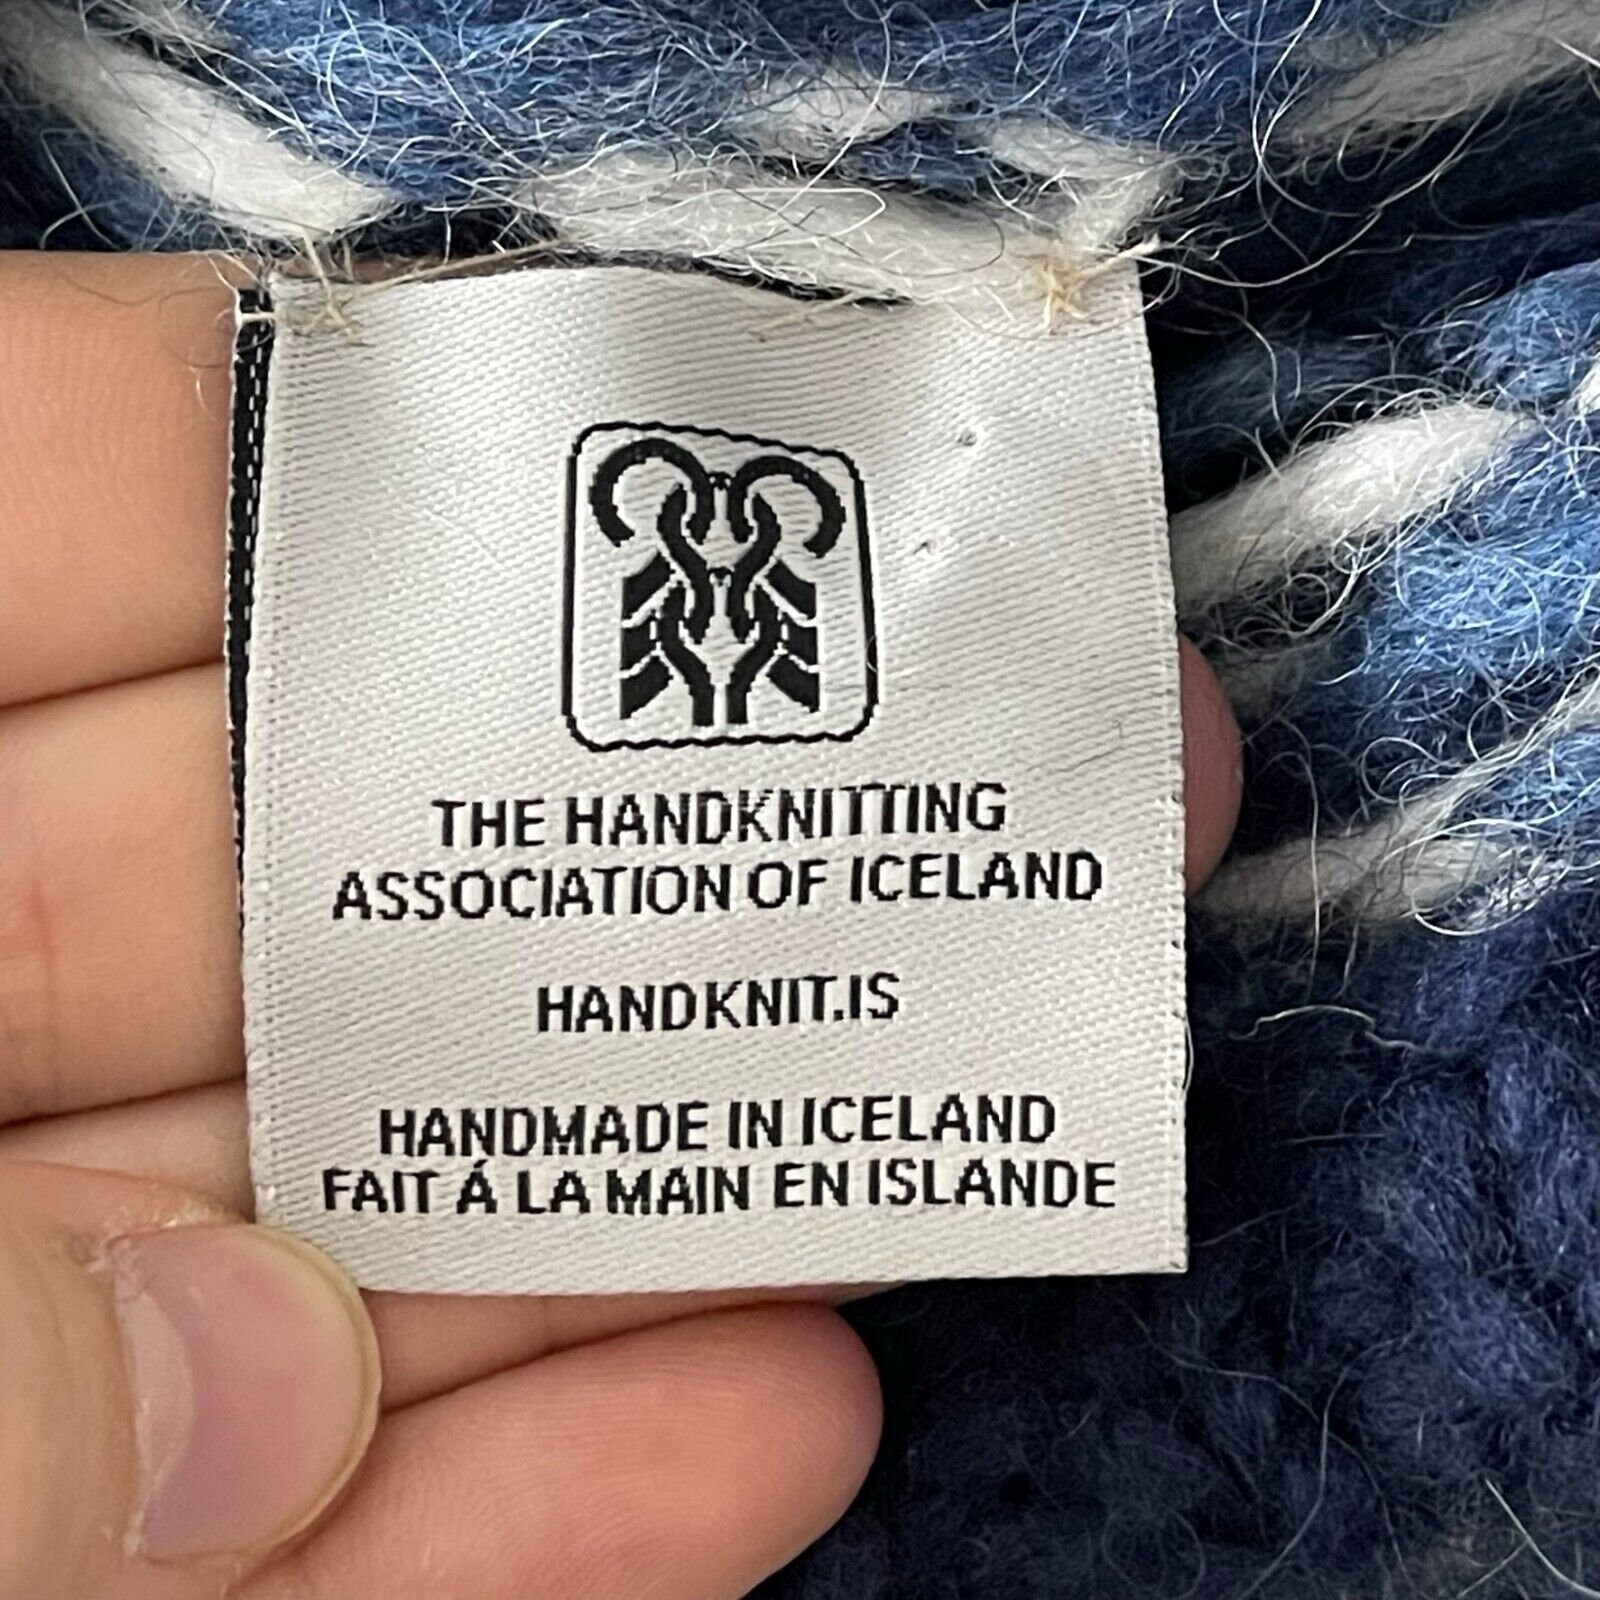 THE HANDKNITTING
ASSOCIATION OF ICELAND
HANDKNIT.IS
HANDMADE IN ICELAND
FAIT Á LA MAIN EN ISLANDE